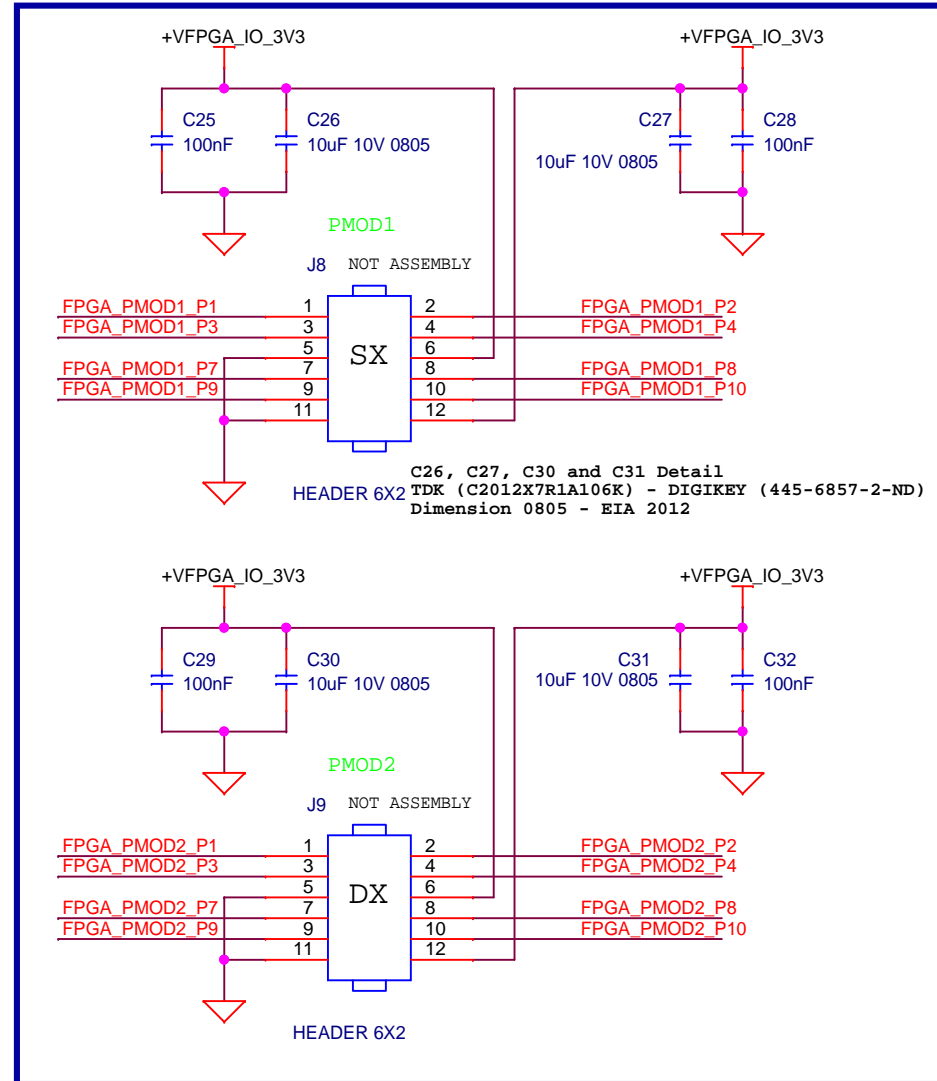 +VFPGA_IO_3V3
+VFPGA_IO_3V3
C25
100nF
C26
10uF 10V 0805
C27
10uF 10V 0805
C28
100nF
PMOD1
J8 NOT ASSEMBLY
FPGA_PMOD1_P1 1 2 FPGA_PMOD1_P2
FPGA_PMOD1_P3 3 4 FPGA_PMOD1_P4
5 6
SX
FPGA_PMOD1_P7 7 8 FPGA_PMOD1_P8
FPGA_PMOD1_P9 9 10 FPGA_PMOD1_P10
11 12
HEADER 6X2
C26, C27, C30 and C31 Detail
TDK (C2012X7R1A106K) - DIGIKEY (445-6857-2-ND)
Dimension 0805 - EIA 2012
+VFPGA_IO_3V3
+VFPGA_IO_3V3
C29
100nF
C30
10uF 10V 0805
C31
10uF 10V 0805
C32
100nF
PMOD2
J9 NOT ASSEMBLY
FPGA_PMOD2_P1 1 2 FPGA_PMOD2_P2
FPGA_PMOD2_P3 3 4 FPGA_PMOD2_P4
5 6
DX
FPGA_PMOD2_P7 7 8 FPGA_PMOD2_P8
FPGA_PMOD2_P9 9 10 FPGA_PMOD2_P10
11 12
HEADER 6X2